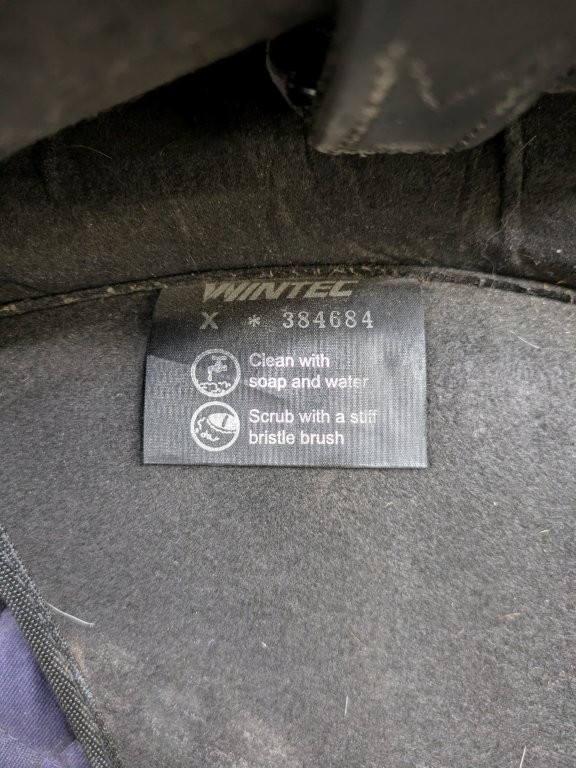 WINTEC
X * 384684
Clean with
soap and water
Scrub with a stiff
bristle brush